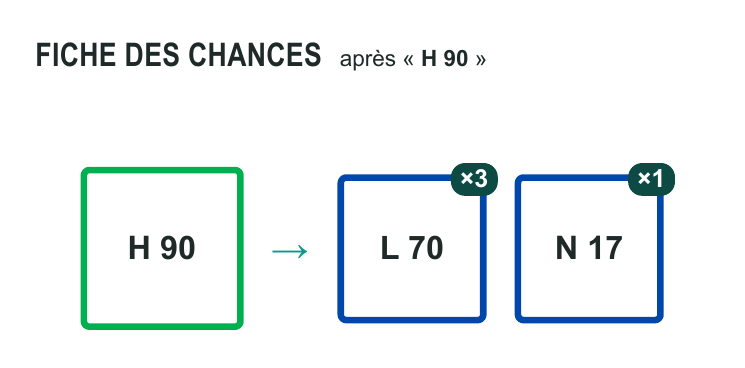 FICHE DES CHANCES après « H 90 »
×3 ×1
H 90 → L 70 N 17